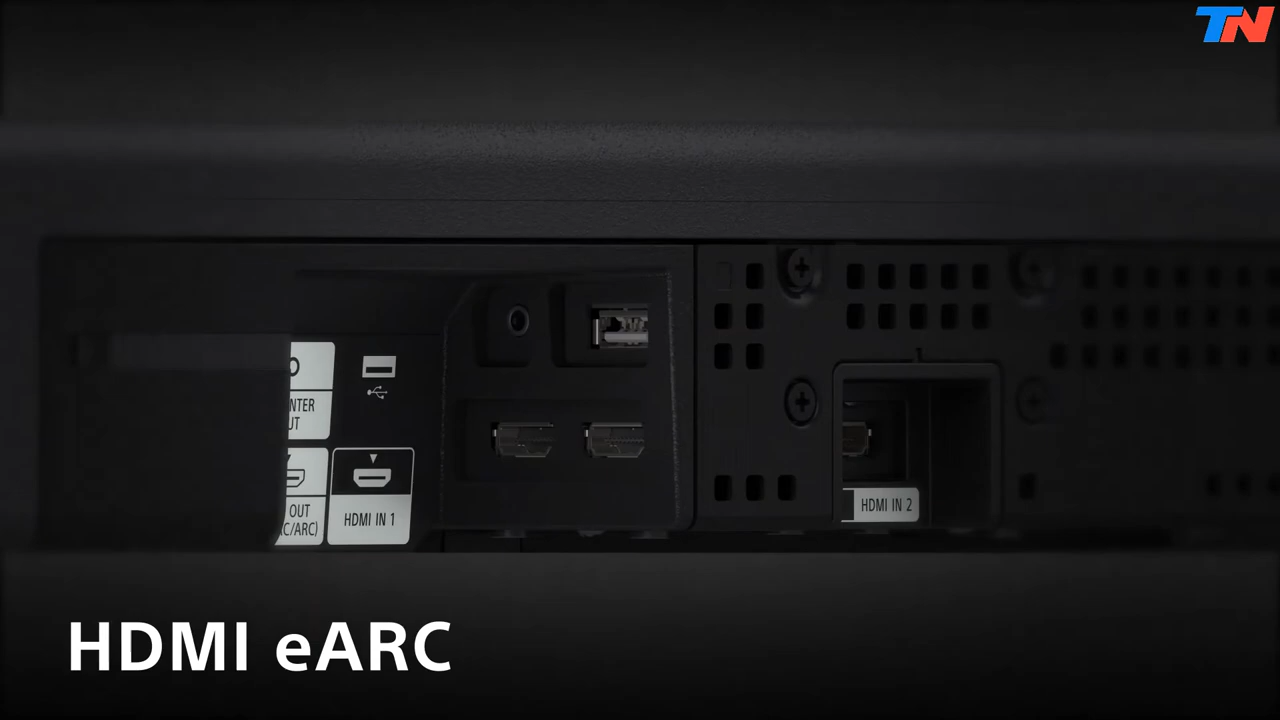 TN
NTER
UT
OUT
C/ARC)
HDMI IN 1
HDMI IN 2
HDMI eARC